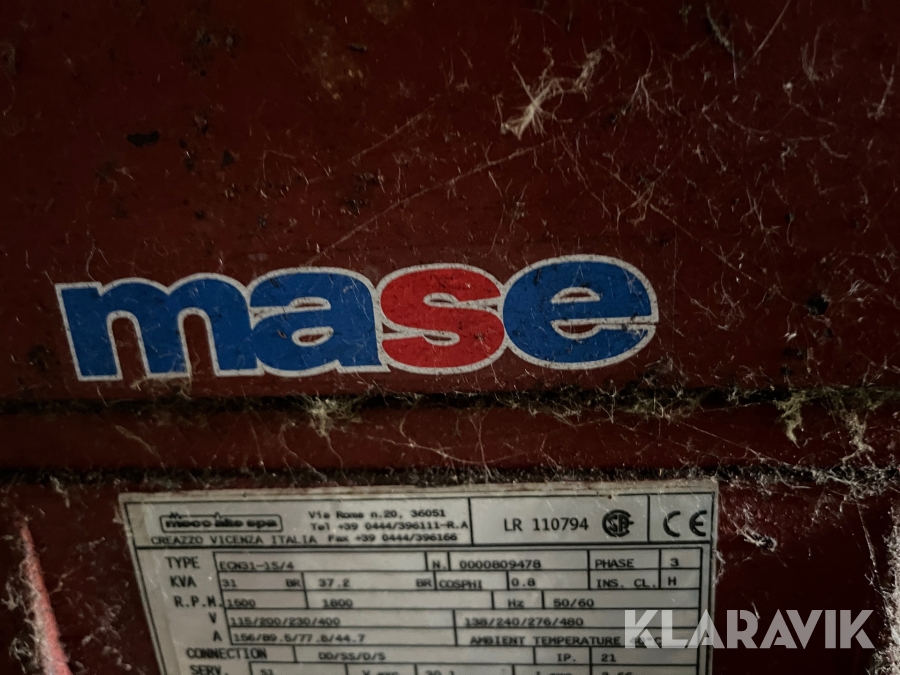 mase
mecc alte spa Via Roma n.20, 36051
Tel +39 0444/396111-R.A
CREAZZO VICENZA ITALIA Fax +39 0444/396166
LR 110794 CE
TYPE ECN31-1S/4 N. 0000809478 PHASE 3
KVA 31 BR 37.2 BR COSPHI 0.8 INS. CL. H
R.P.M. 1500 1800 Hz 50/60
V 115/200/230/400 138/240/276/480
A 156/89.5/77.6/44.7 AMBIENT TEMPERATURE
CONNECTION DD/SS/D/S IP. 21
SERV. S1
KLARAVIK